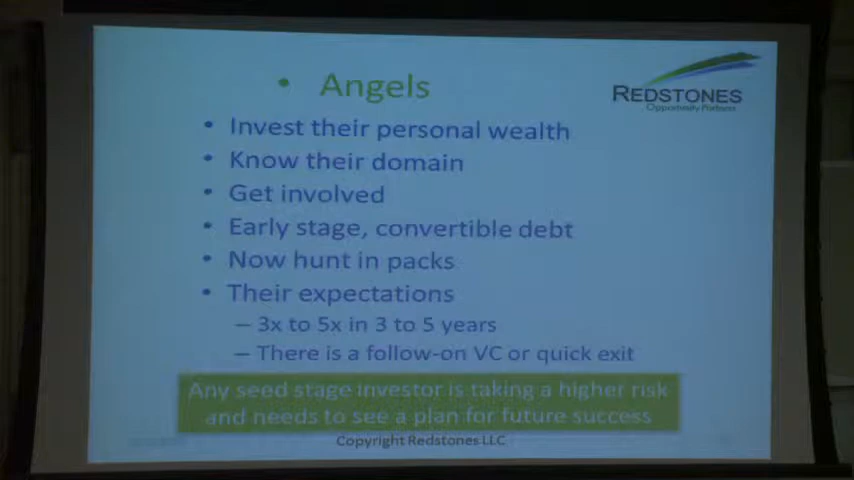 • Angels
REDSTONES
Opportunity Platform
• Invest their personal wealth
• Know their domain
• Get involved
• Early stage, convertible debt
• Now hunt in packs
• Their expectations
– 3x to 5x in 3 to 5 years
– There is a follow-on VC or quick exit
Any seed stage investor is taking a higher risk
and needs to see a plan for future success
Copyright Redstones LLC